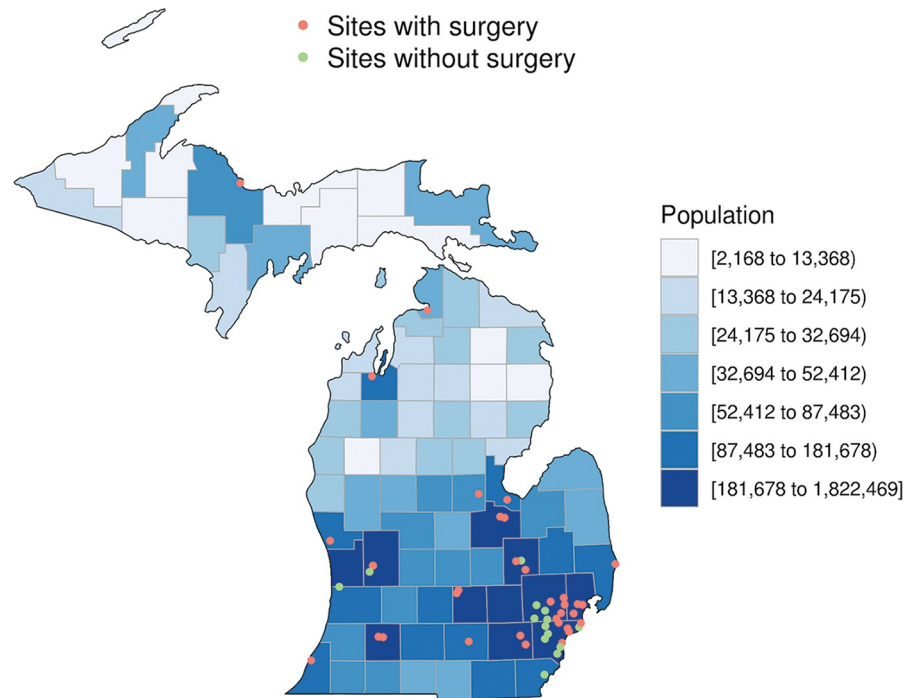 Sites with surgery
Sites without surgery
Population
[2,168 to 13,368)
[13,368 to 24,175)
[24,175 to 32,694)
[32,694 to 52,412)
[52,412 to 87,483)
[87,483 to 181,678)
[181,678 to 1,822,469]